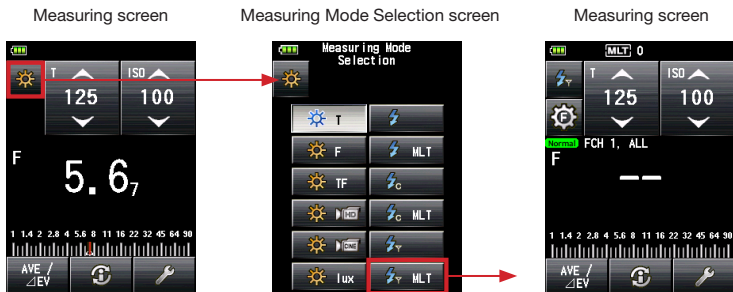 Measuring screen
T
ISO
125
100
F
5.6₇
1 1.4 2 2.8 4 5.6 8 11 16 22 32 45 64 90
AVE / ⊿EV
Measuring Mode Selection screen
Measuring Mode
Selection
T
F
MLT
TF
C
HD
C MLT
CINE
Y
lux
Y MLT
Measuring screen
MLT 0
Y
T
ISO
125
100
F
Normal FCH 1, ALL
F
--
1 1.4 2 2.8 4 5.6 8 11 16 22 32 45 64 90
AVE / ⊿EV